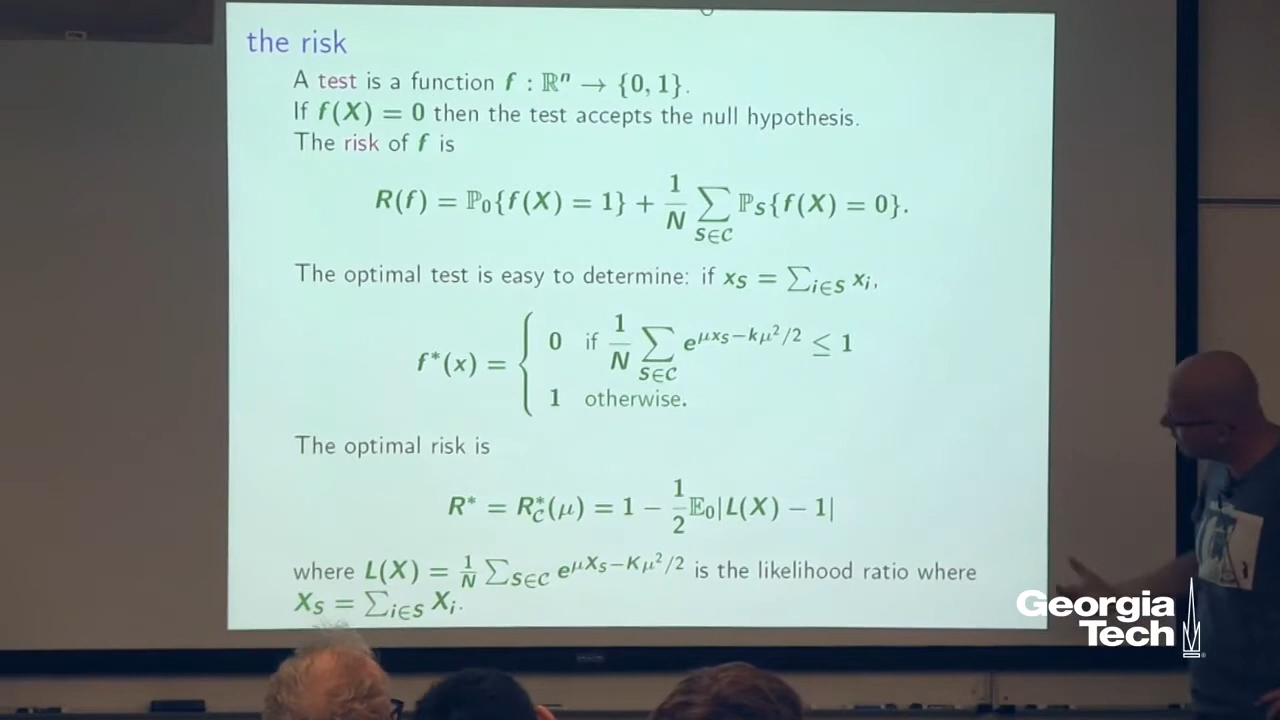 the risk
A test is a function f : ℝⁿ → {0, 1}.
If f(X) = 0 then the test accepts the null hypothesis.
The risk of f is
R(f) = ℙ₀{f(X) = 1} + 1/N ∑_{S∈C} ℙ_S{f(X) = 0}.
The optimal test is easy to determine: if x_S = ∑_{i∈S} x_i,
f*(x) = { 0 if 1/N ∑_{S∈C} e^{μx_S−kμ²/2} ≤ 1
1 otherwise.
The optimal risk is
R* = R*_C(μ) = 1 − 1/2 𝔼₀|L(X) − 1|
where L(X) = 1/N ∑_{S∈C} e^{μX_S−Kμ²/2} is the likelihood ratio where
X_S = ∑_{i∈S} X_i.
Georgia
Tech